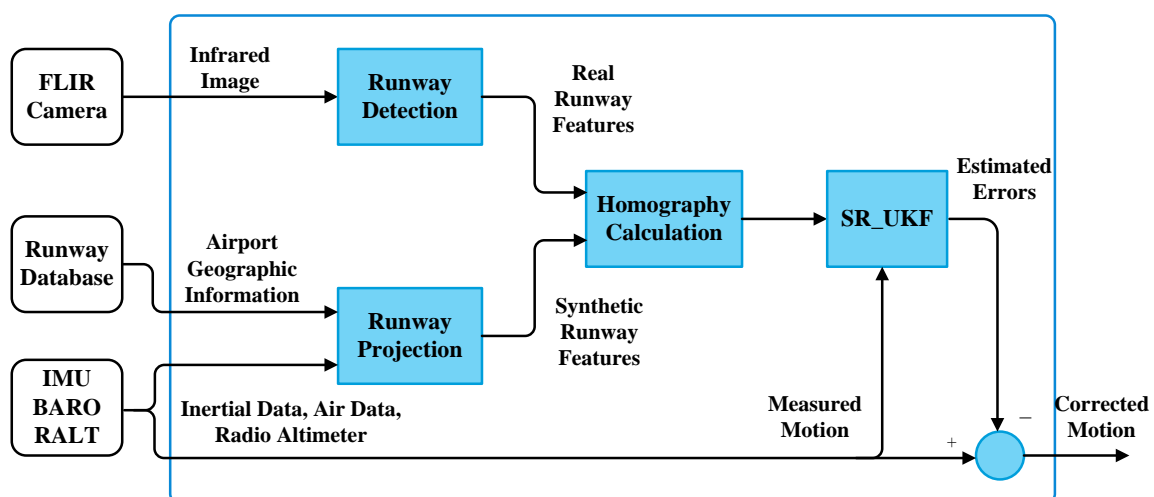 FLIR
Camera
Infrared
Image
Runway
Detection
Real
Runway
Features
Runway
Database
Airport
Geographic
Information
Runway
Projection
Synthetic
Runway
Features
Homography
Calculation
SR_UKF
Estimated
Errors
IMU
BARO
RALT
Inertial Data, Air Data,
Radio Altimeter
Measured
Motion
+
−
Corrected
Motion